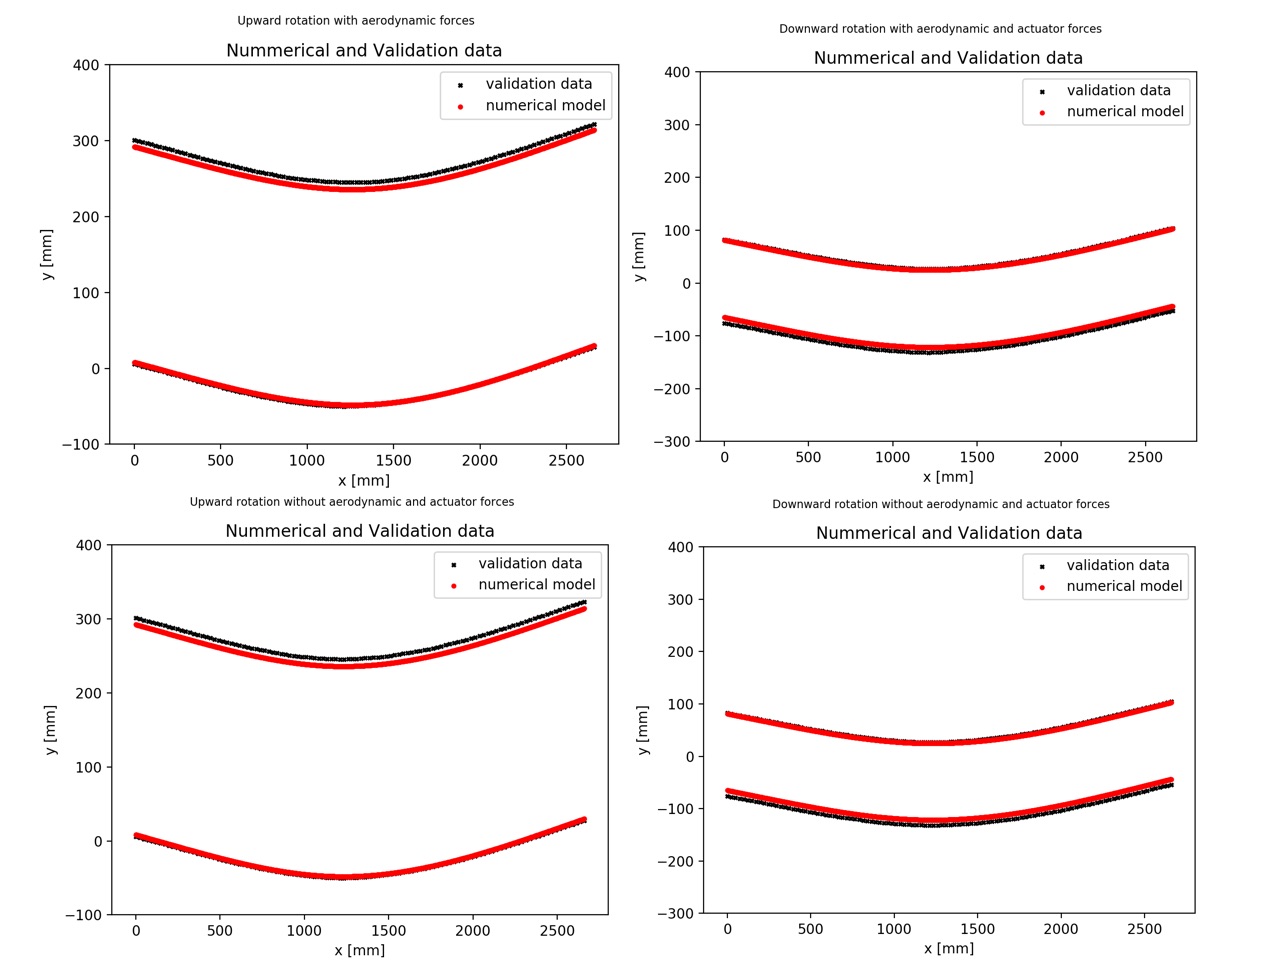 Upward rotation with aerodynamic forces
Nummerical and Validation data
validation data
numerical model
400
300
200
100
0
−100
y [mm]
0 500 1000 1500 2000 2500
x [mm]
Downward rotation with aerodynamic and actuator forces
Nummerical and Validation data
validation data
numerical model
400
300
200
100
0
−100
−200
−300
y [mm]
0 500 1000 1500 2000 2500
x [mm]
Upward rotation without aerodynamic and actuator forces
Nummerical and Validation data
validation data
numerical model
400
300
200
100
0
−100
y [mm]
0 500 1000 1500 2000 2500
x [mm]
Downward rotation without aerodynamic and actuator forces
Nummerical and Validation data
validation data
numerical model
400
300
200
100
0
−100
−200
−300
y [mm]
0 500 1000 1500 2000 2500
x [mm]